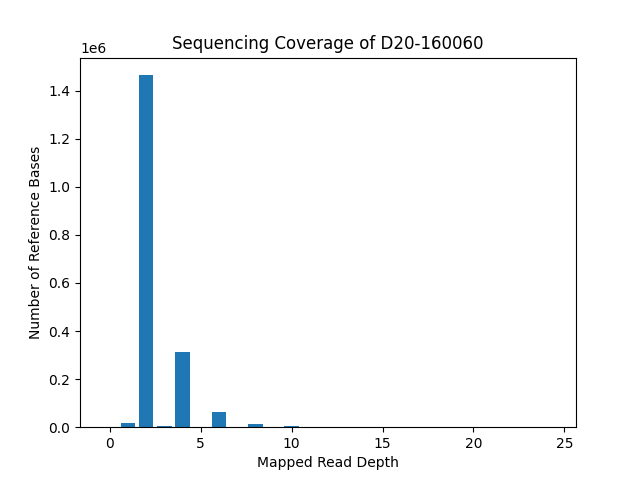 Sequencing Coverage of D20-160060
1e6
1.4
1.2
1.0
0.8
0.6
0.4
0.2
0.0
Number of Reference Bases
0 5 10 15 20 25
Mapped Read Depth